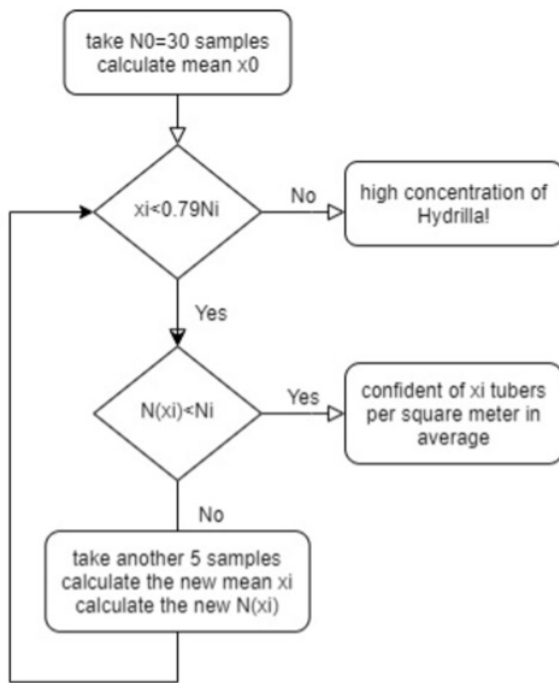 take N0=30 samples
calculate mean x0
xi<0.79Ni
No
high concentration of
Hydrilla!
Yes
N(xi)<Ni
Yes
confident of xi tubers
per square meter in
average
No
take another 5 samples
calculate the new mean xi
calculate the new N(xi)